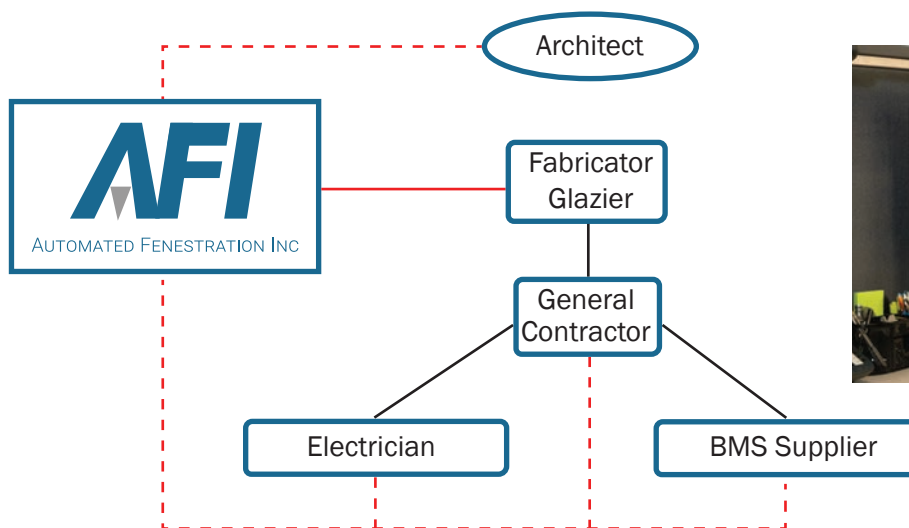 Architect
AFI
AUTOMATED FENESTRATION INC
Fabricator
Glazier
General
Contractor
Electrician
BMS Supplier